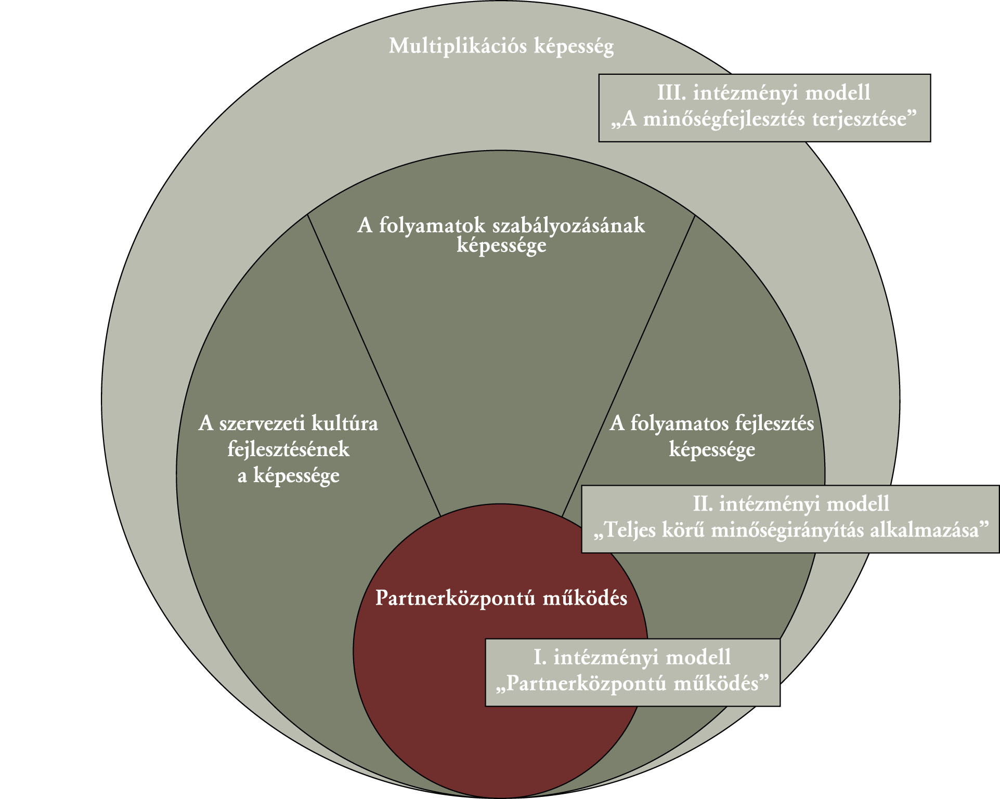 Multiplikációs képesség
III. intézményi modell
„A minőségfejlesztés terjesztése”
A folyamatok szabályozásának
képessége
A szervezeti kultúra
fejlesztésének
a képessége
A folyamatos fejlesztés
képessége
II. intézményi modell
„Teljes körű minőségirányítás alkalmazása”
Partnerközpontú működés
I. intézményi modell
„Partnerközpontú működés”